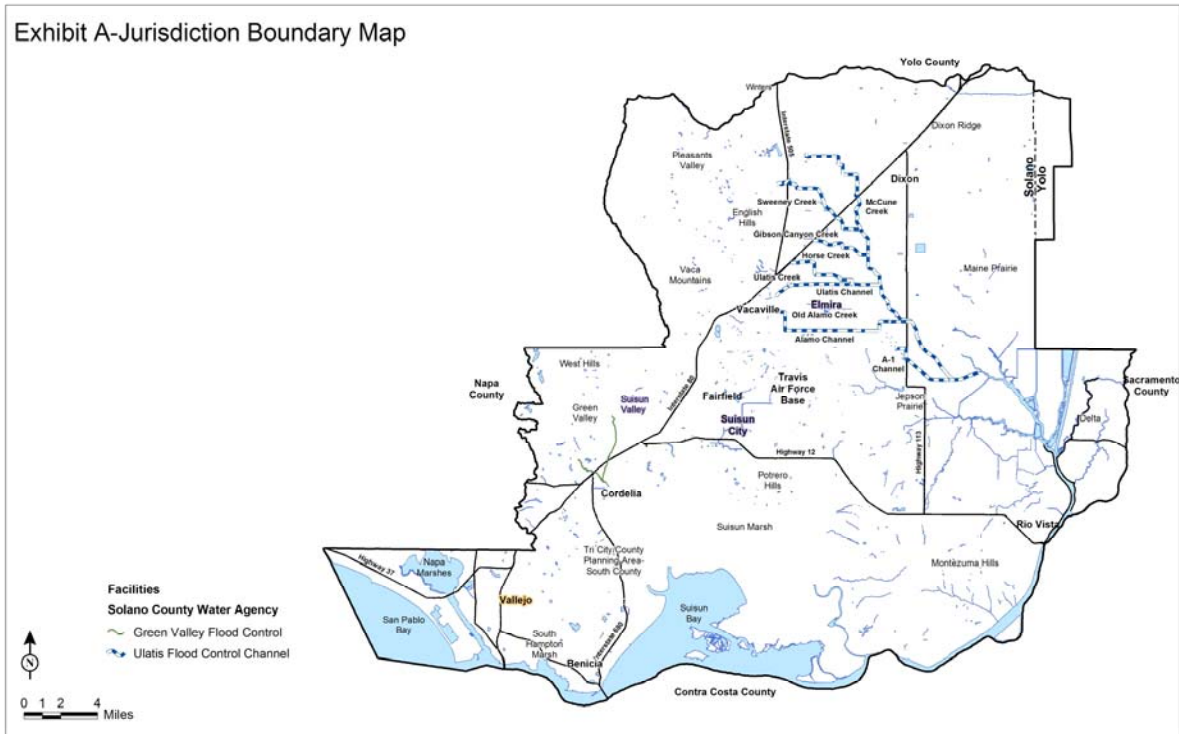 Exhibit A-Jurisdiction Boundary Map
Yolo County
Winters
Interstate 505
Dixon Ridge
Pleasants
Valley
Solano
Yolo
Dixon
Sweeney Creek
McCune
Creek
English
Hills
Gibson Canyon Creek
Horse Creek
Vaca
Mountains
Maine Prairie
Ulatis Creek
Ulatis Channel
Elmira
Vacaville
Old Alamo Creek
Alamo Channel
A-1
Channel
West Hills
Napa
County
Interstate 80
Travis
Air Force
Base
Sacramento
County
Suisun
Valley
Fairfield
Jepson
Prairie
Green
Valley
Suisun
City
Delta
Highway 12
Highway 113
Potrero
Hills
Cordelia
Suisun Marsh
Rio Vista
Tri City County
Planning Area-
South County
Highway 37
Napa
Marshes
Montezuma Hills
Vallejo
Suisun
Bay
San Pablo
Bay
South
Hampton
Marsh
Interstate 680
Benicia
Contra Costa County
Facilities
Solano County Water Agency
Green Valley Flood Control
Ulatis Flood Control Channel
N
0 1 2 4
Miles